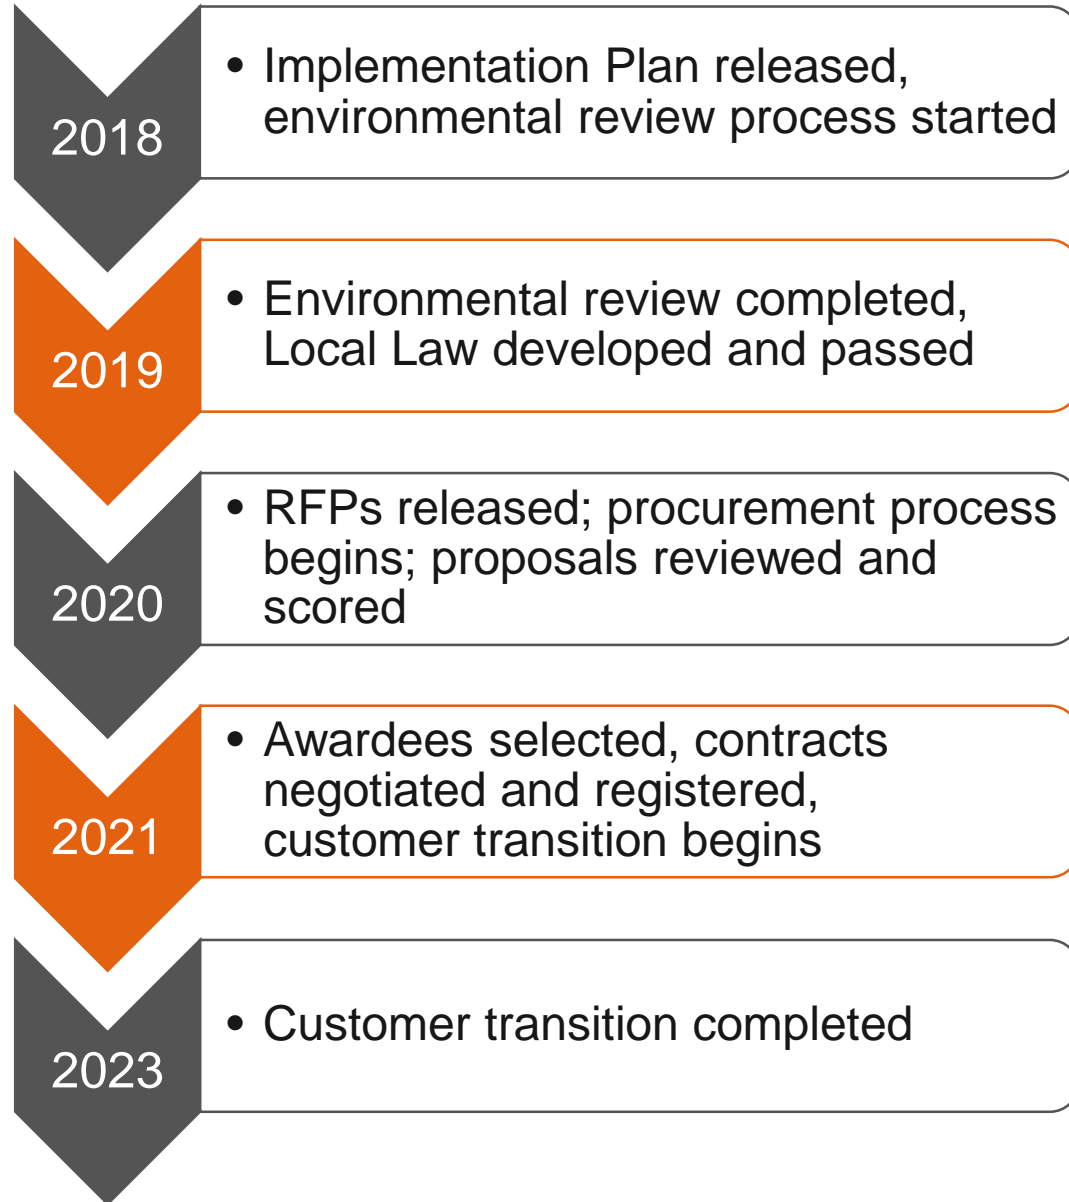 2018
• Implementation Plan released,
environmental review process started
2019
• Environmental review completed,
Local Law developed and passed
2020
• RFPs released; procurement process
begins; proposals reviewed and
scored
2021
• Awardees selected, contracts
negotiated and registered,
customer transition begins
2023
• Customer transition completed